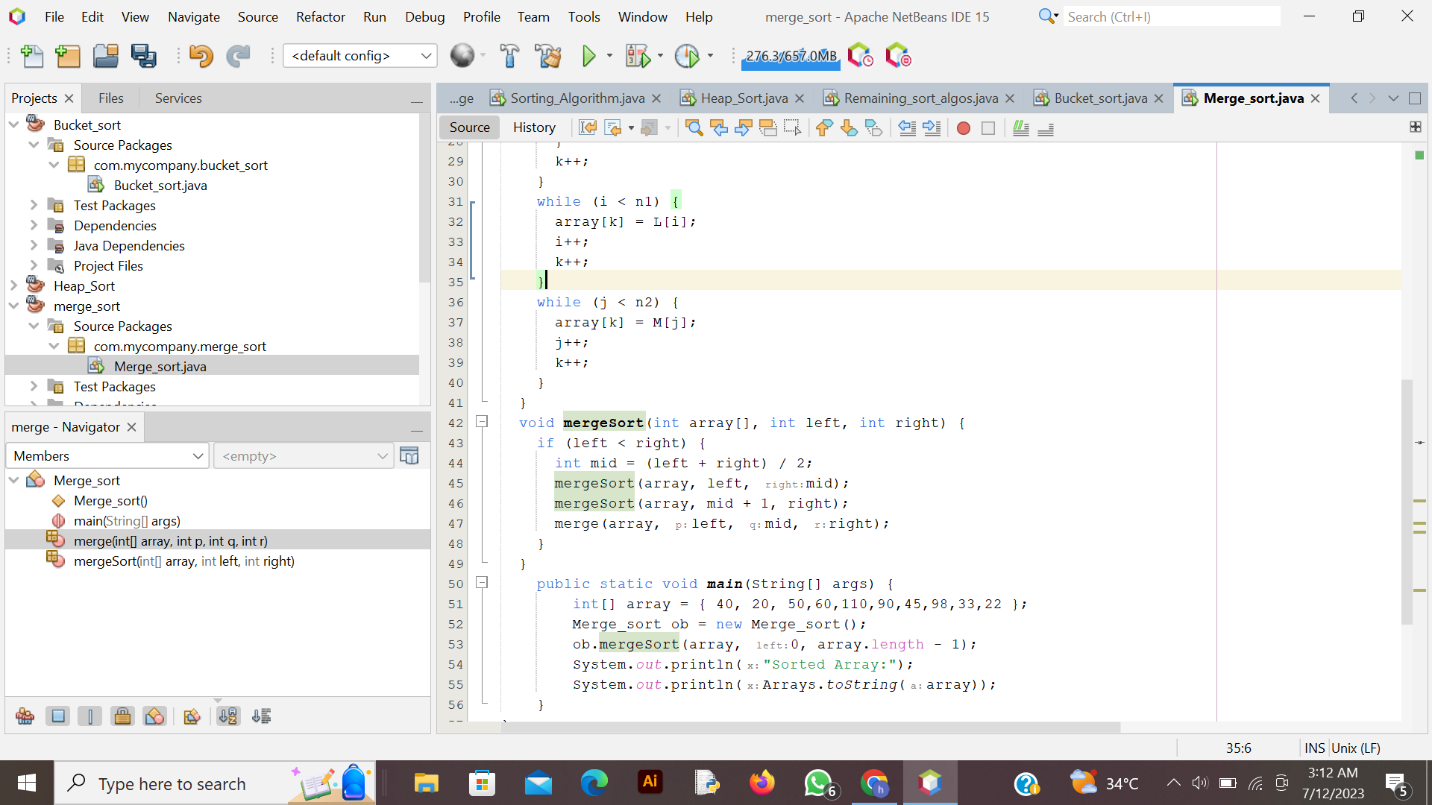 File Edit View Navigate Source Refactor Run Debug Profile Team Tools Window Help merge_sort - Apache NetBeans IDE 15 Search (Ctrl+I)
<default config> 276.3/657.0MB
Projects Files Services
...ge Sorting_Algorithm.java Heap_Sort.java Remaining_sort_algos.java Bucket_sort.java Merge_sort.java
Source History
Bucket_sort
Source Packages
com.mycompany.bucket_sort
Bucket_sort.java
Test Packages
Dependencies
Java Dependencies
Project Files
Heap_Sort
merge_sort
Source Packages
com.mycompany.merge_sort
Merge_sort.java
Test Packages
merge - Navigator
Members <empty>
Merge_sort
Merge_sort()
main(String[] args)
merge(int[] array, int p, int q, int r)
mergeSort(int[] array, int left, int right)
29 k++;
30 }
31 while (i < n1) {
32 array[k] = L[i];
33 i++;
34 k++;
35 }
36 while (j < n2) {
37 array[k] = M[j];
38 j++;
39 k++;
40 }
41 }
42 void mergeSort(int array[], int left, int right) {
43 if (left < right) {
44 int mid = (left + right) / 2;
45 mergeSort(array, left, right:mid);
46 mergeSort(array, mid + 1, right);
47 merge(array, p:left, q:mid, r:right);
48 }
49 }
50 public static void main(String[] args) {
51 int[] array = { 40, 20, 50,60,110,90,45,98,33,22 };
52 Merge_sort ob = new Merge_sort();
53 ob.mergeSort(array, left:0, array.length - 1);
54 System.out.println(x:"Sorted Array:");
55 System.out.println(x:Arrays.toString(a:array));
56 }
35:6 INS Unix (LF)
Type here to search
Ai
6
34°C
3:12 AM
7/12/2023
5